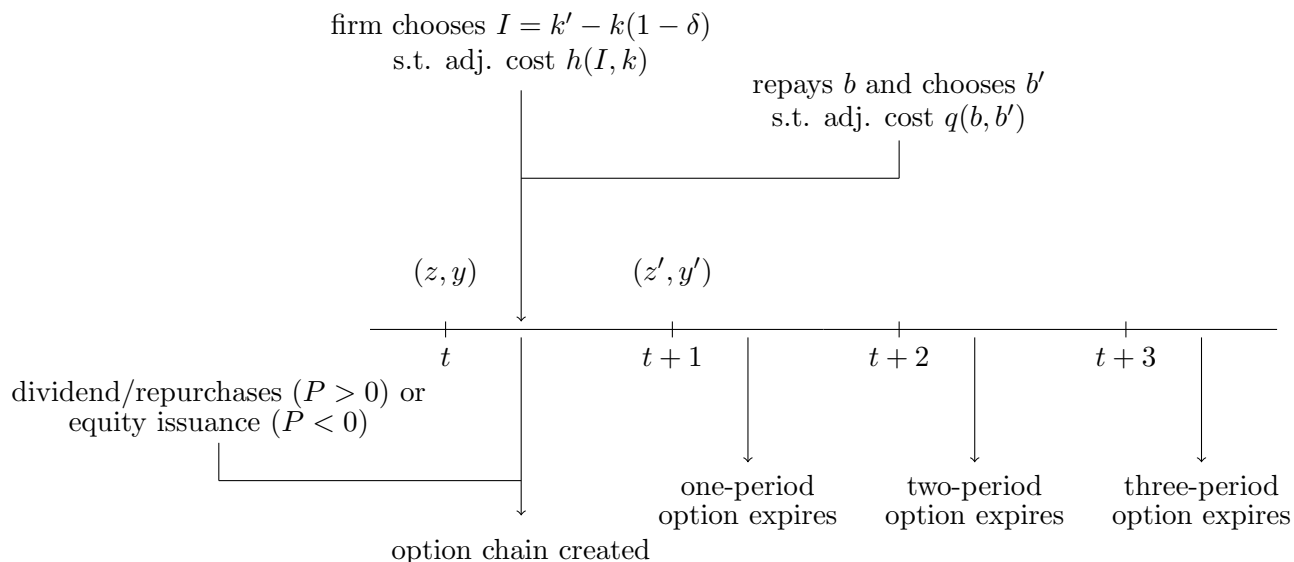 firm chooses I = k′ − k(1 − δ)
s.t. adj. cost h(I, k)
repays b and chooses b′
s.t. adj. cost q(b, b′)
(z, y)
(z′, y′)
t
t + 1
t + 2
t + 3
dividend/repurchases (P > 0) or
equity issuance (P < 0)
one-period
option expires
two-period
option expires
three-period
option expires
option chain created